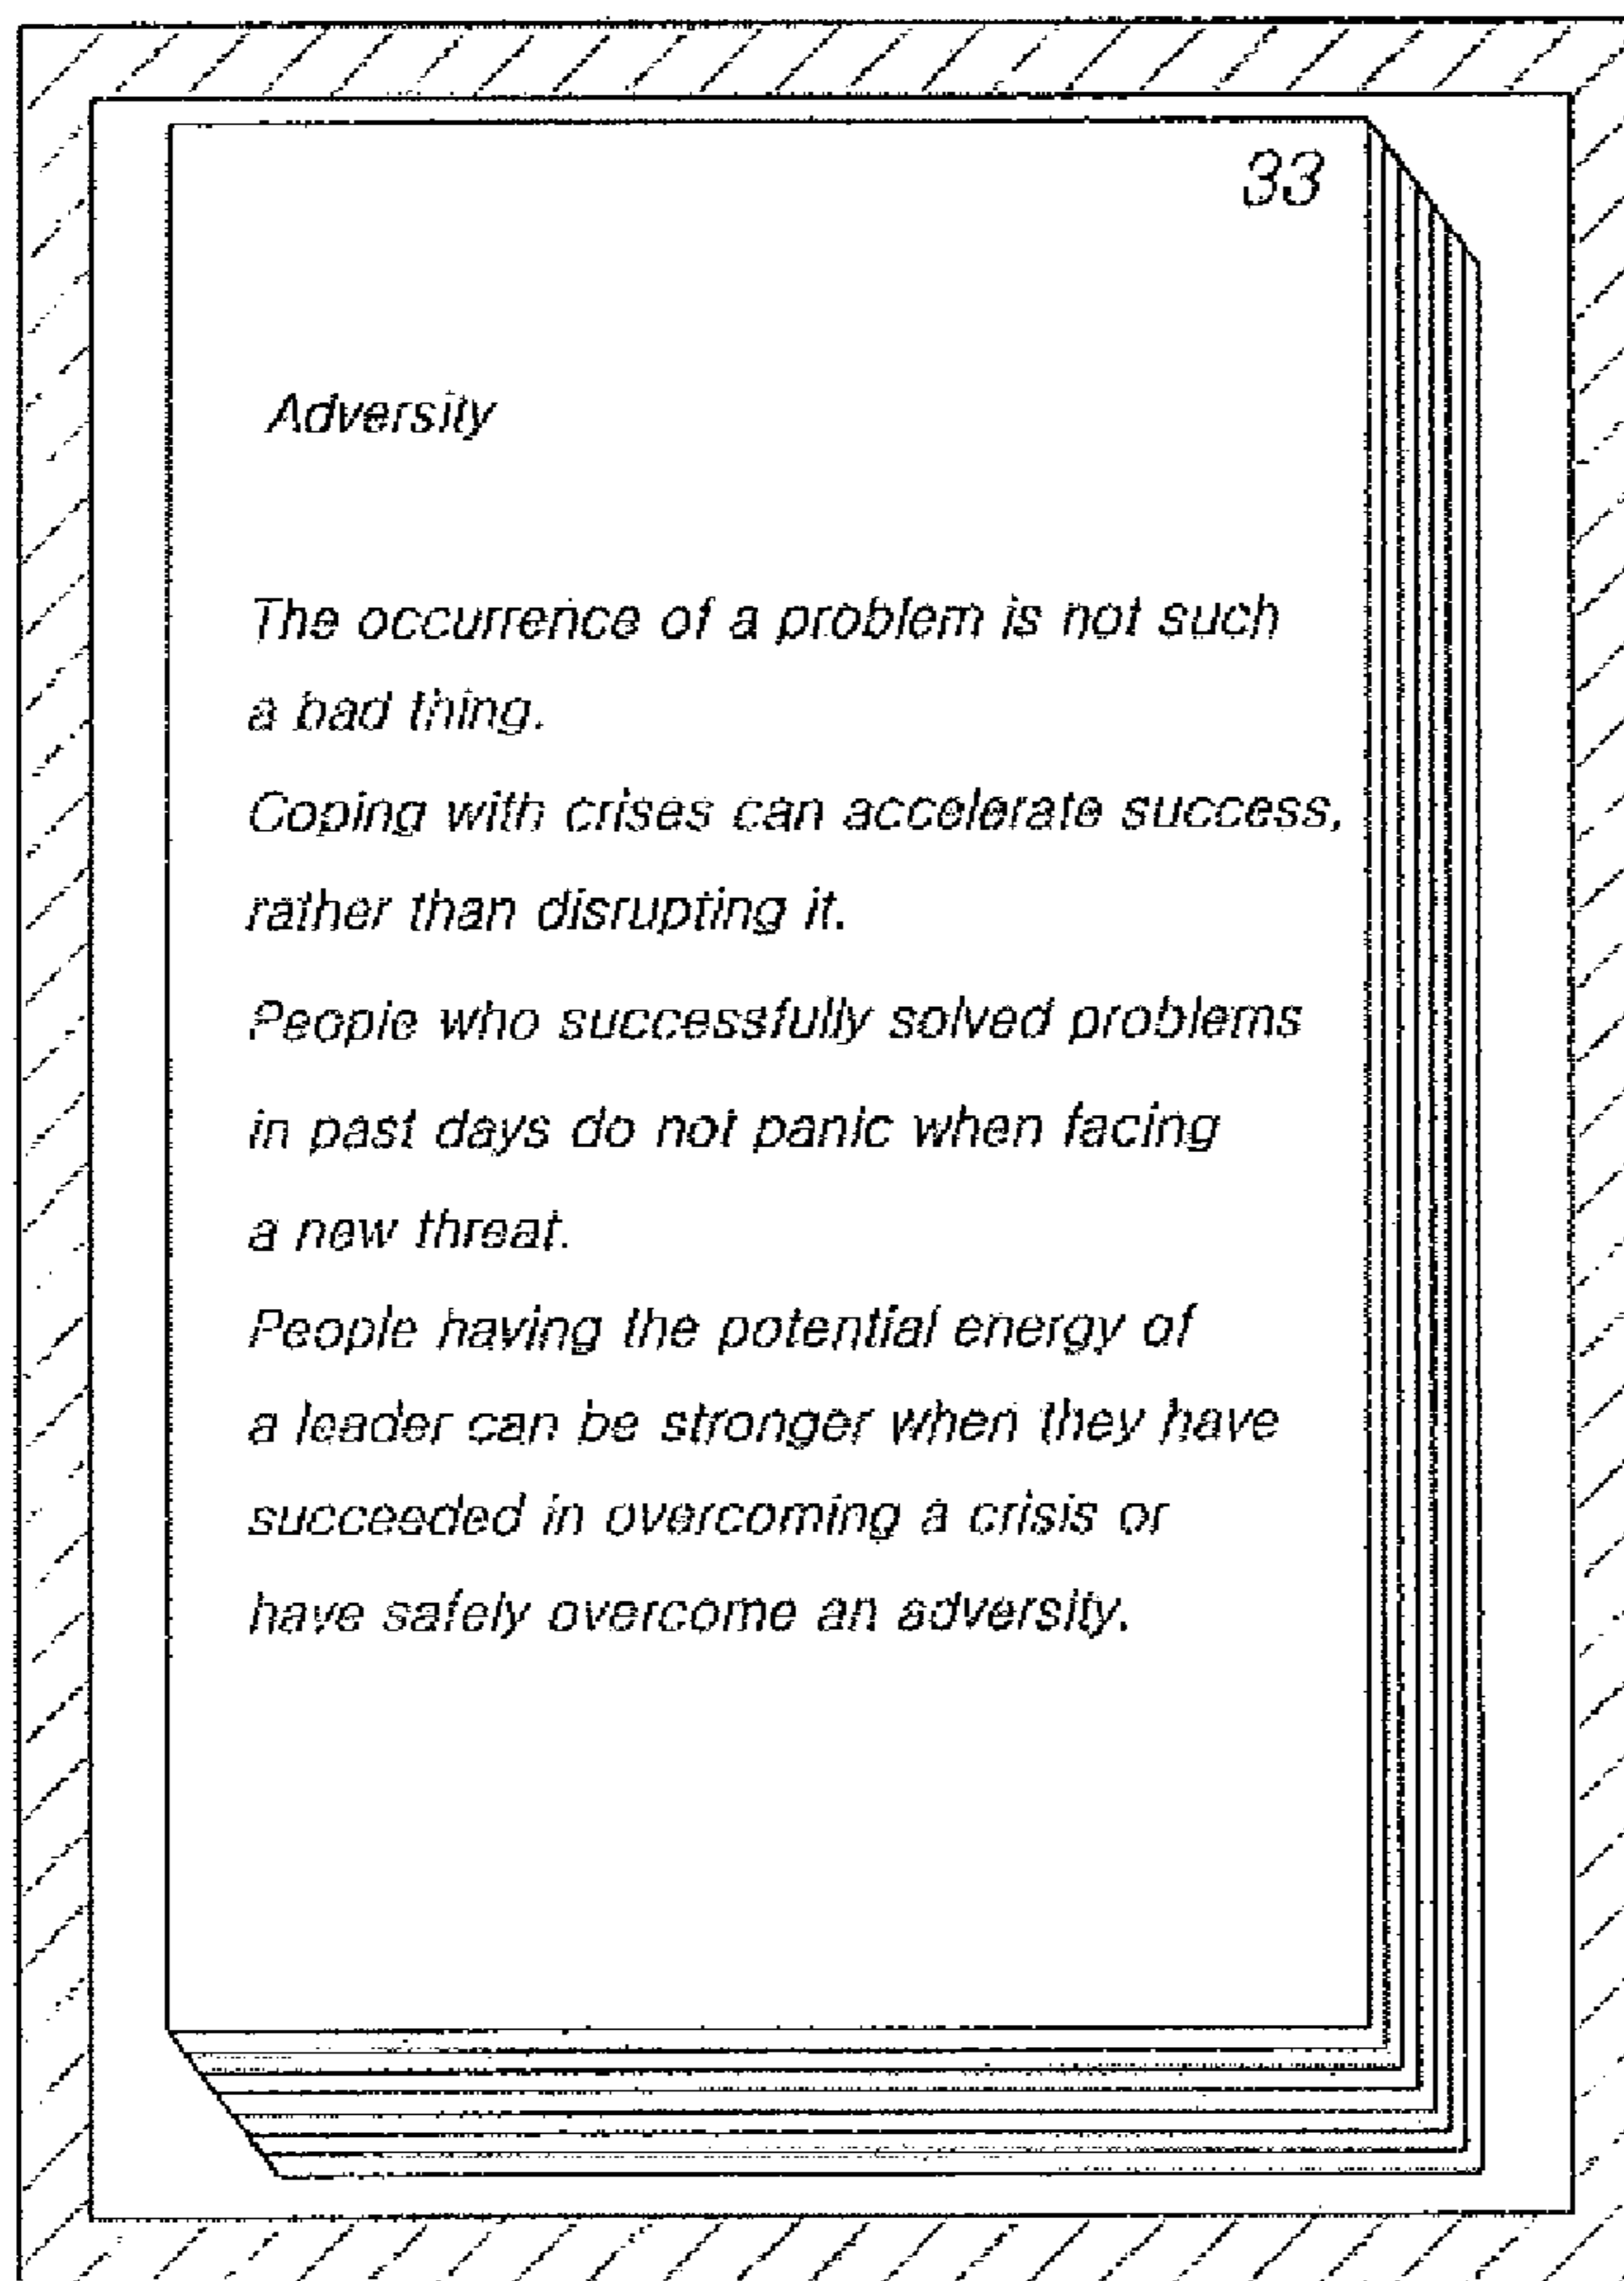 33
Adversity
The occurrence of a problem is not such
a bad thing.
Coping with crises can accelerate success,
rather than disrupting it.
People who successfully solved problems
in past days do not panic when facing
a new threat.
People having the potential energy of
a leader can be stronger when they have
succeeded in overcoming a crisis or
have safely overcome an adversity.